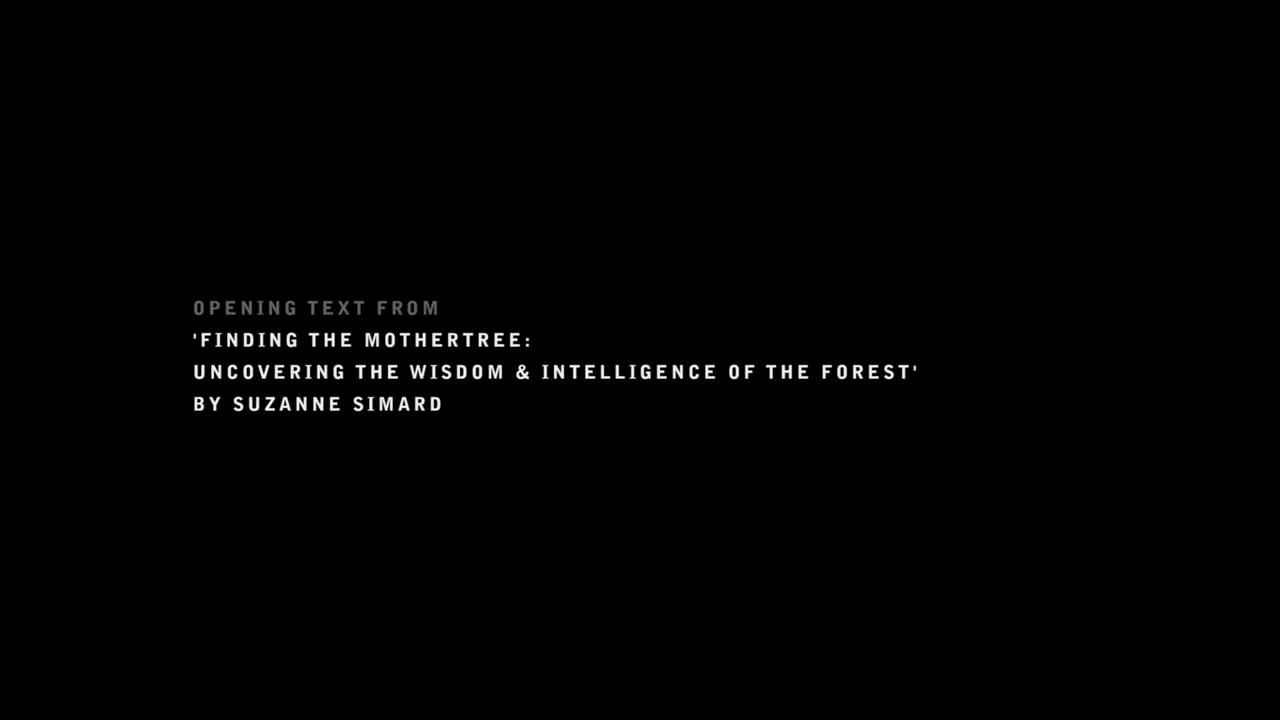 OPENING TEXT FROM
'FINDING THE MOTHERTREE:
UNCOVERING THE WISDOM & INTELLIGENCE OF THE FOREST'
BY SUZANNE SIMARD